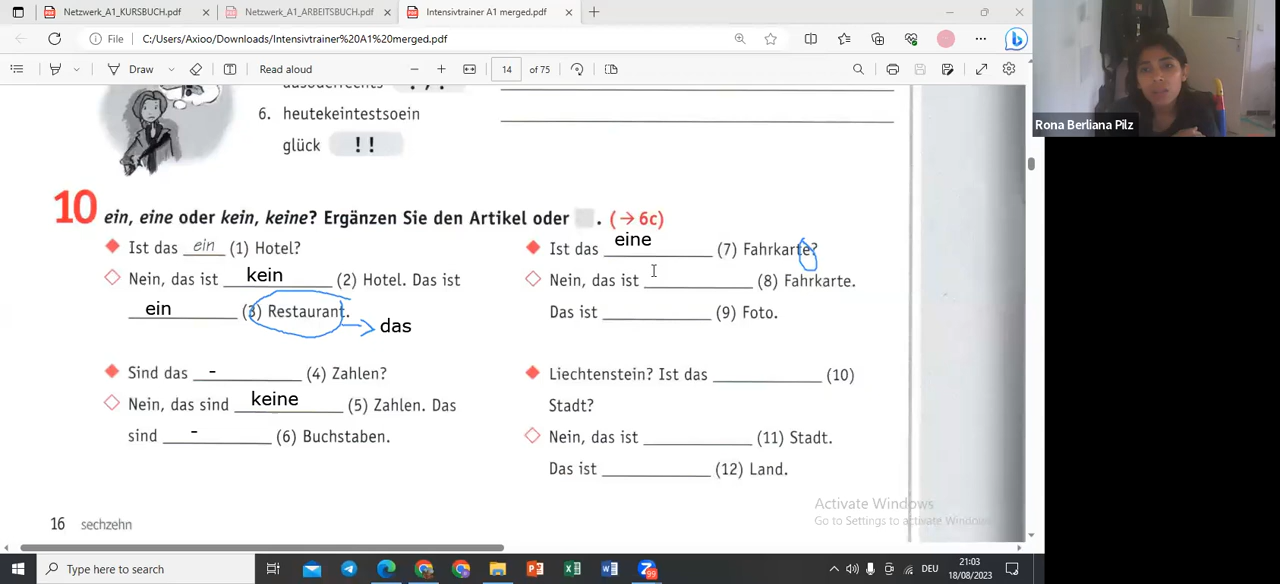 Netzwerk_A1_KURSBUCH.pdf
Netzwerk_A1_ARBEITSBUCH.pdf
Intensivtrainer A1 merged.pdf
File
C:/Users/Axioo/Downloads/Intensivtrainer%20A1%20merged.pdf
Draw
Read aloud
14
of 75
Rona Berliana Pilz
6. heutekeintestsoein
glück !!
10 ein, eine oder kein, keine? Ergänzen Sie den Artikel oder . (→ 6c)
Ist das ein (1) Hotel?
Nein, das ist kein (2) Hotel. Das ist
ein (3) Restaurant.
das
Sind das - (4) Zahlen?
Nein, das sind keine (5) Zahlen. Das
sind - (6) Buchstaben.
Ist das eine (7) Fahrkarte?
Nein, das ist (8) Fahrkarte.
Das ist (9) Foto.
Liechtenstein? Ist das (10)
Stadt?
Nein, das ist (11) Stadt.
Das ist (12) Land.
16 sechzehn
Activate Windows
Go to Settings to activate Windows.
Type here to search
99
DEU
21:03
18/08/2023